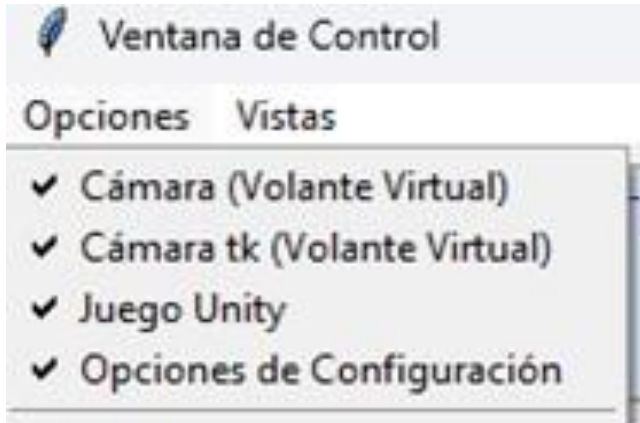 Ventana de Control
Opciones Vistas
Cámara (Volante Virtual)
Cámara tk (Volante Virtual)
Juego Unity
Opciones de Configuración